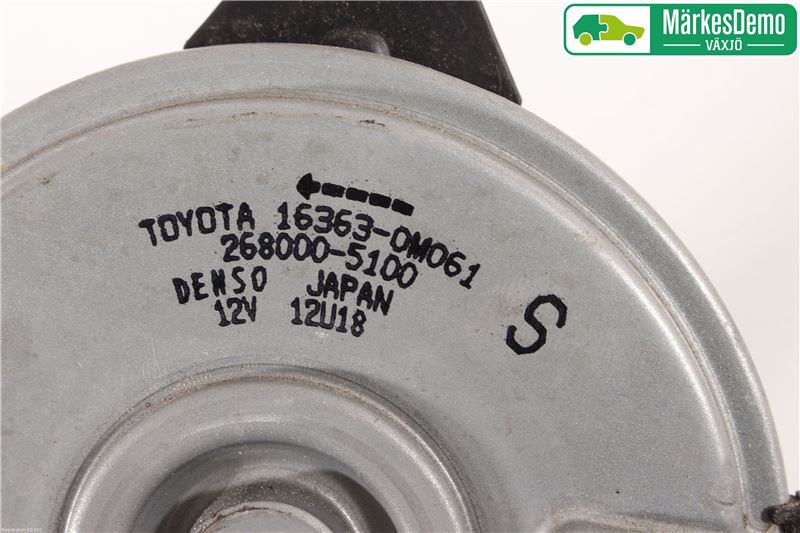 MärkesDemo
VÄXJÖ
TOYOTA 16363-0M061
268000-5100
DENSO JAPAN
12V 12U18
S